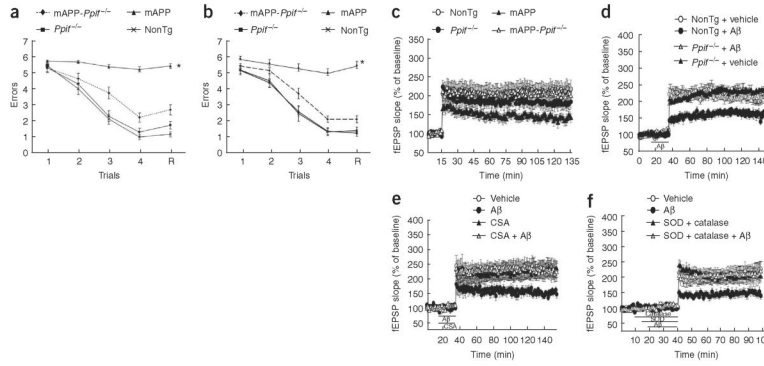 a
mAPP-Ppif–/– mAPP
Ppif–/– NonTg
Errors
7
6
5
4
3
2
1
0
1 2 3 4 R
Trials
*
b
mAPP-Ppif–/– mAPP
Ppif–/– NonTg
Errors
7
6
5
4
3
2
1
0
1 2 3 4 R
Trials
*
c
NonTg mAPP
Ppif–/– mAPP-Ppif–/–
fEPSP slope (% of baseline)
400
350
300
250
200
150
100
50
15 30 45 60 75 90 105 120 135
Time (min)
d
NonTg + vehicle
NonTg + Aβ
Ppif–/– + Aβ
Ppif–/– + vehicle
fEPSP slope (% of baseline)
400
350
300
250
200
150
100
50
0 20 40 60 80 100 120 140
Aβ
Time (min)
e
Vehicle
Aβ
CSA
CSA + Aβ
fEPSP slope (% of baseline)
400
350
300
250
200
150
100
50
20 40 60 80 100 120 140
Aβ
CSA
Time (min)
f
Vehicle
Aβ
SOD + catalase
SOD + catalase + Aβ
fEPSP slope (% of baseline)
400
350
300
250
200
150
100
50
0 10 20 30 40 50 60 70 80 90 100
Catalase
SOD
Aβ
Time (min)